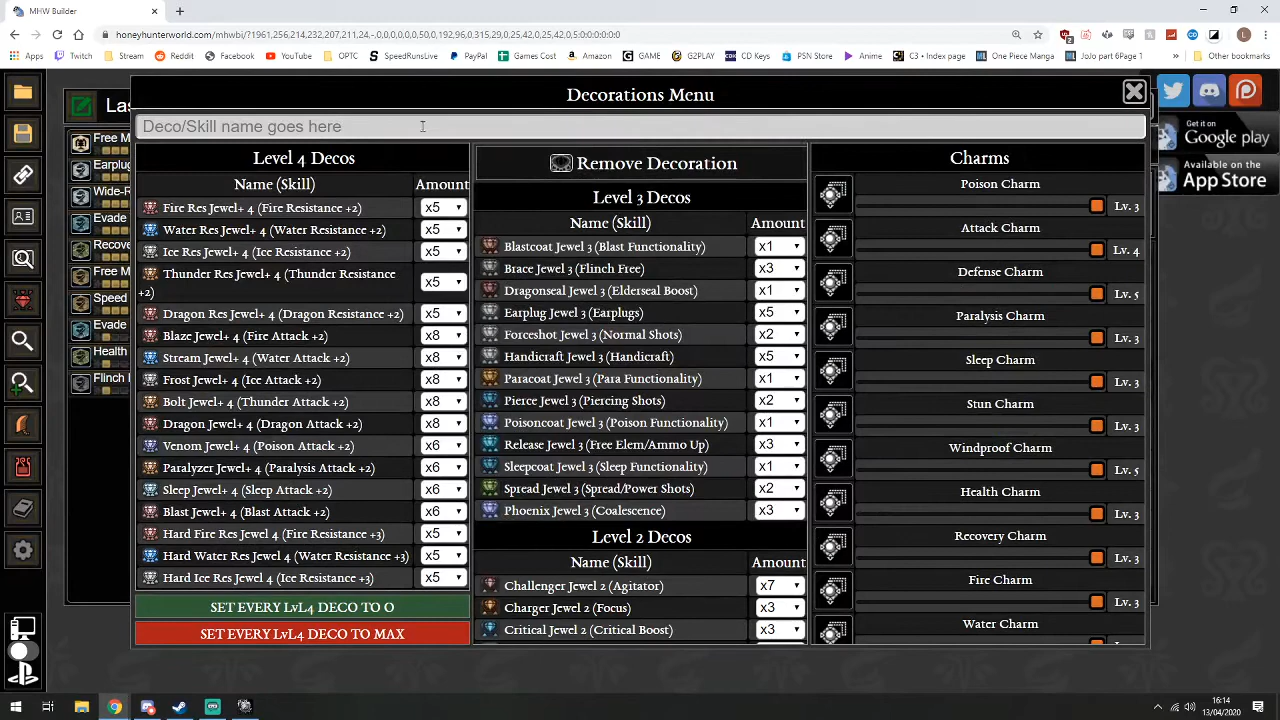 MHW Builder
honeyhunterworld.com/mhwbi/?1961,256,214,232,207,211,24,-,0,0,0,0,0,50,0,192,96,0,315,29,0,25,42,0,25,42,0,5:0:0:0:0:0
Apps
Twitch
Stream
Reddit
Facebook
OPTC
SpeedRunsLive
PayPal
Games Cost
Amazon
GAME
G2PLAY
CD Keys
PSN Store
Anime
C3 • Index page
One Piece Manga
JoJo part 6Page 1
Other bookmarks
Decorations Menu
Deco/Skill name goes here
Las
Free M
Earplug
Wide-R
Evade
Recove
Free M
Speed
Evade
Health
Flinch
Level 4 Decos
Name (Skill) Amount
Fire Res Jewel+ 4 (Fire Resistance +2) x5
Water Res Jewel+ 4 (Water Resistance +2) x5
Ice Res Jewel+ 4 (Ice Resistance +2) x5
Thunder Res Jewel+ 4 (Thunder Resistance
+2) x5
Dragon Res Jewel+ 4 (Dragon Resistance +2) x5
Blaze Jewel+ 4 (Fire Attack +2) x8
Stream Jewel+ 4 (Water Attack +2) x8
Frost Jewel+ 4 (Ice Attack +2) x8
Bolt Jewel+ 4 (Thunder Attack +2) x8
Dragon Jewel+ 4 (Dragon Attack +2) x8
Venom Jewel+ 4 (Poison Attack +2) x6
Paralyzer Jewel+ 4 (Paralysis Attack +2) x6
Sleep Jewel+ 4 (Sleep Attack +2) x6
Blast Jewel+ 4 (Blast Attack +2) x6
Hard Fire Res Jewel 4 (Fire Resistance +3) x5
Hard Water Res Jewel 4 (Water Resistance +3) x5
Hard Ice Res Jewel 4 (Ice Resistance +3) x5
SET EVERY LVL4 DECO TO 0
SET EVERY LVL4 DECO TO MAX
Remove Decoration
Level 3 Decos
Name (Skill) Amount
Blastcoat Jewel 3 (Blast Functionality) x1
Brace Jewel 3 (Flinch Free) x3
Dragonseal Jewel 3 (Elderseal Boost) x1
Earplug Jewel 3 (Earplugs) x5
Forceshot Jewel 3 (Normal Shots) x2
Handicraft Jewel 3 (Handicraft) x5
Paracoat Jewel 3 (Para Functionality) x1
Pierce Jewel 3 (Piercing Shots) x2
Poisoncoat Jewel 3 (Poison Functionality) x1
Release Jewel 3 (Free Elem/Ammo Up) x3
Sleepcoat Jewel 3 (Sleep Functionality) x1
Spread Jewel 3 (Spread/Power Shots) x2
Phoenix Jewel 3 (Coalescence) x3
Level 2 Decos
Name (Skill) Amount
Challenger Jewel 2 (Agitator) x7
Charger Jewel 2 (Focus) x3
Critical Jewel 2 (Critical Boost) x3
Charms
Poison Charm
Lv. 3
Attack Charm
Lv. 4
Defense Charm
Lv. 5
Paralysis Charm
Lv. 3
Sleep Charm
Lv. 3
Stun Charm
Lv. 3
Windproof Charm
Lv. 5
Health Charm
Lv. 3
Recovery Charm
Lv. 3
Fire Charm
Lv. 3
Water Charm
Get it on
Google play
Available on the
App Store
16:14
13/04/2020